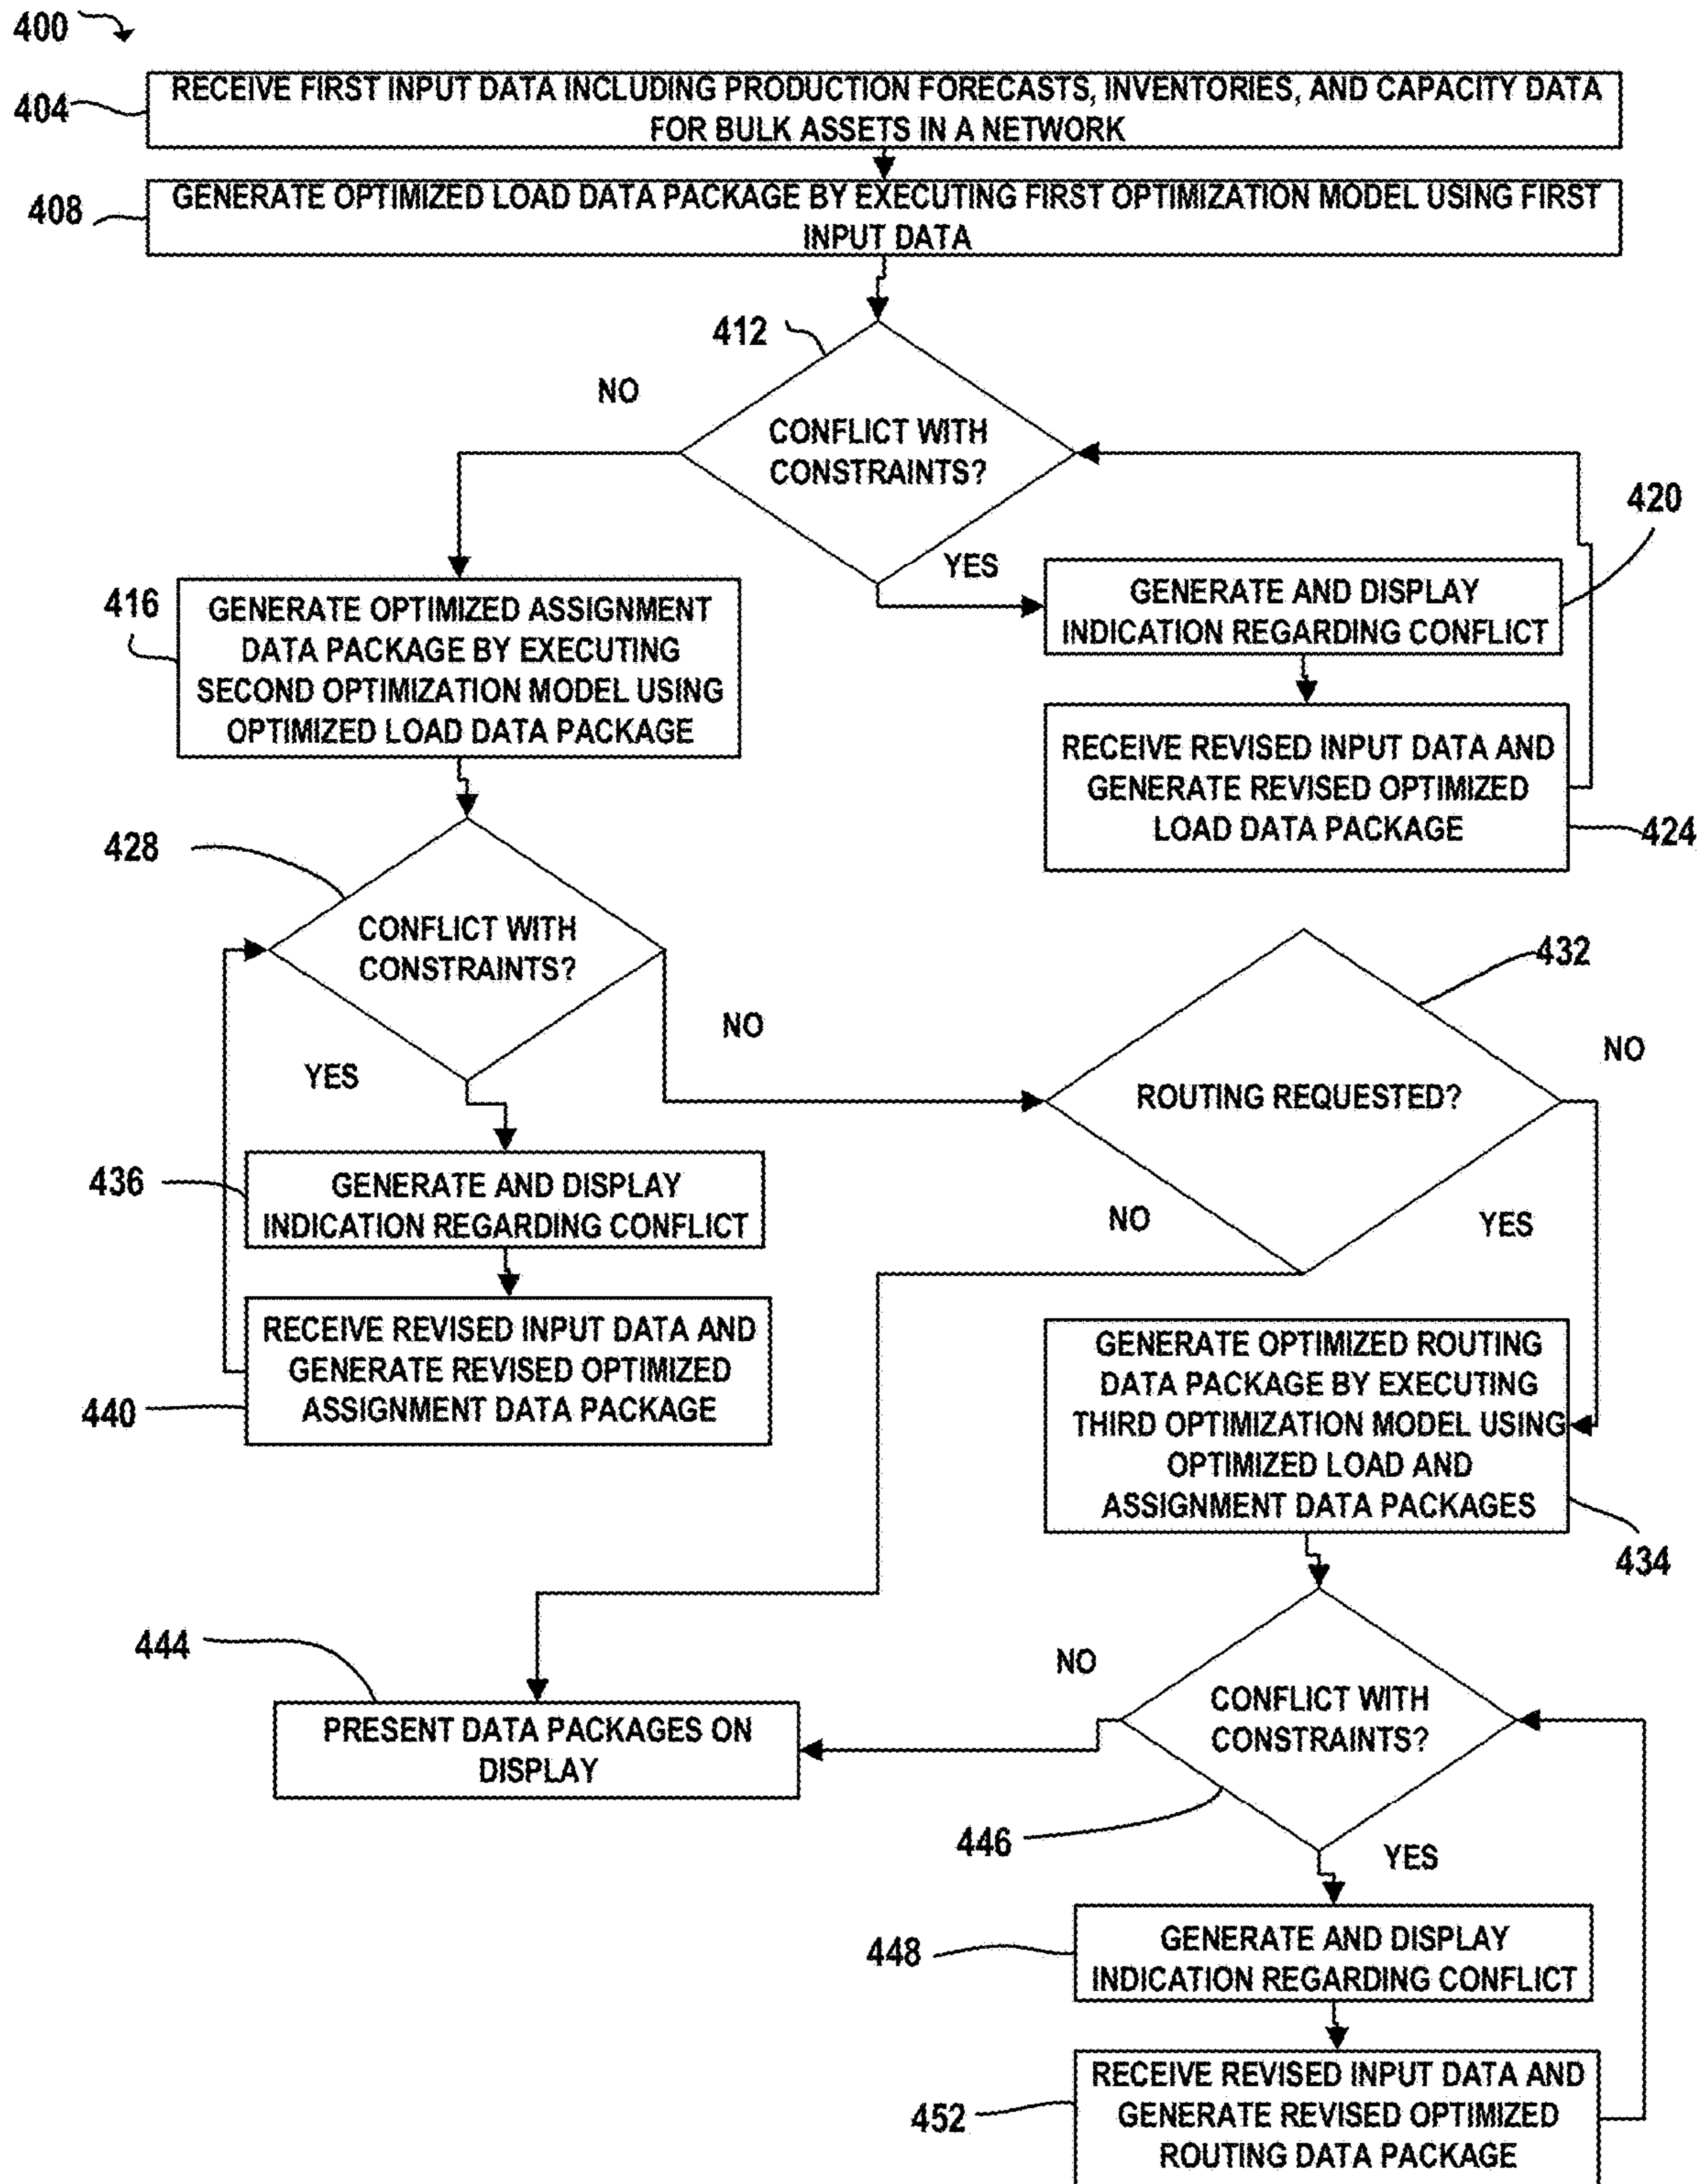 400
404
RECEIVE FIRST INPUT DATA INCLUDING PRODUCTION FORECASTS, INVENTORIES, AND CAPACITY DATA
FOR BULK ASSETS IN A NETWORK
408
GENERATE OPTIMIZED LOAD DATA PACKAGE BY EXECUTING FIRST OPTIMIZATION MODEL USING FIRST
INPUT DATA
412
NO
CONFLICT WITH
CONSTRAINTS?
YES
420
GENERATE AND DISPLAY
INDICATION REGARDING CONFLICT
416
GENERATE OPTIMIZED ASSIGNMENT
DATA PACKAGE BY EXECUTING
SECOND OPTIMIZATION MODEL USING
OPTIMIZED LOAD DATA PACKAGE
RECEIVE REVISED INPUT DATA AND
GENERATE REVISED OPTIMIZED
LOAD DATA PACKAGE
424
428
CONFLICT WITH
CONSTRAINTS?
NO
YES
432
NO
ROUTING REQUESTED?
NO
YES
436
GENERATE AND DISPLAY
INDICATION REGARDING CONFLICT
440
RECEIVE REVISED INPUT DATA AND
GENERATE REVISED OPTIMIZED
ASSIGNMENT DATA PACKAGE
GENERATE OPTIMIZED ROUTING
DATA PACKAGE BY EXECUTING
THIRD OPTIMIZATION MODEL USING
OPTIMIZED LOAD AND
ASSIGNMENT DATA PACKAGES
434
444
PRESENT DATA PACKAGES ON
DISPLAY
NO
CONFLICT WITH
CONSTRAINTS?
446
YES
448
GENERATE AND DISPLAY
INDICATION REGARDING CONFLICT
452
RECEIVE REVISED INPUT DATA AND
GENERATE REVISED OPTIMIZED
ROUTING DATA PACKAGE